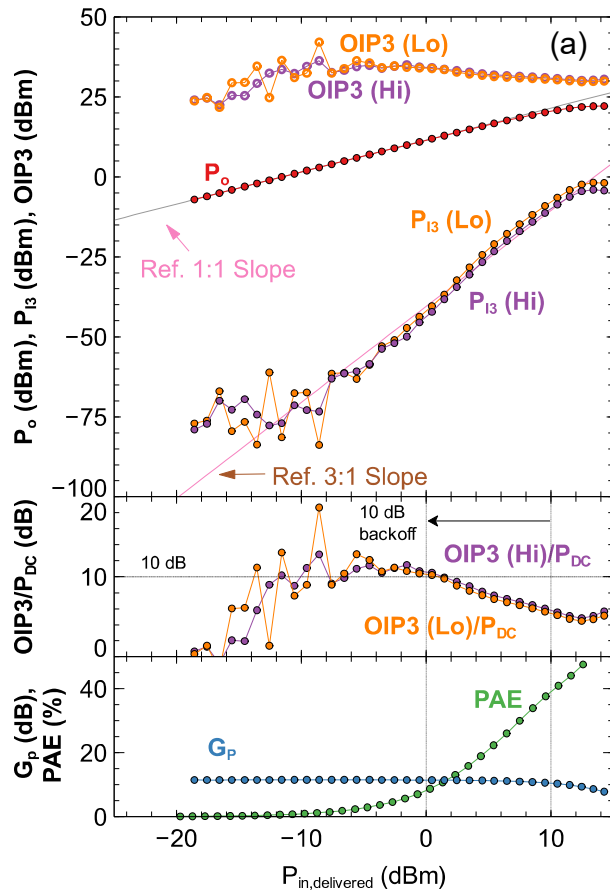 50
OIP3 (Lo)
(a)
OIP3 (Hi)
25
Po
0
PI3 (Lo)
Ref. 1:1 Slope
−25
PI3 (Hi)
−50
−75
Ref. 3:1 Slope
−100
Po (dBm), PI3 (dBm), OIP3 (dBm)
20
10 dB
backoff
10 dB
OIP3 (Hi)/PDC
10
OIP3 (Lo)/PDC
0
OIP3/PDC (dB)
40
PAE
GP
20
0
Gp (dB),
PAE (%)
−20
−10
0
10
Pin,delivered (dBm)